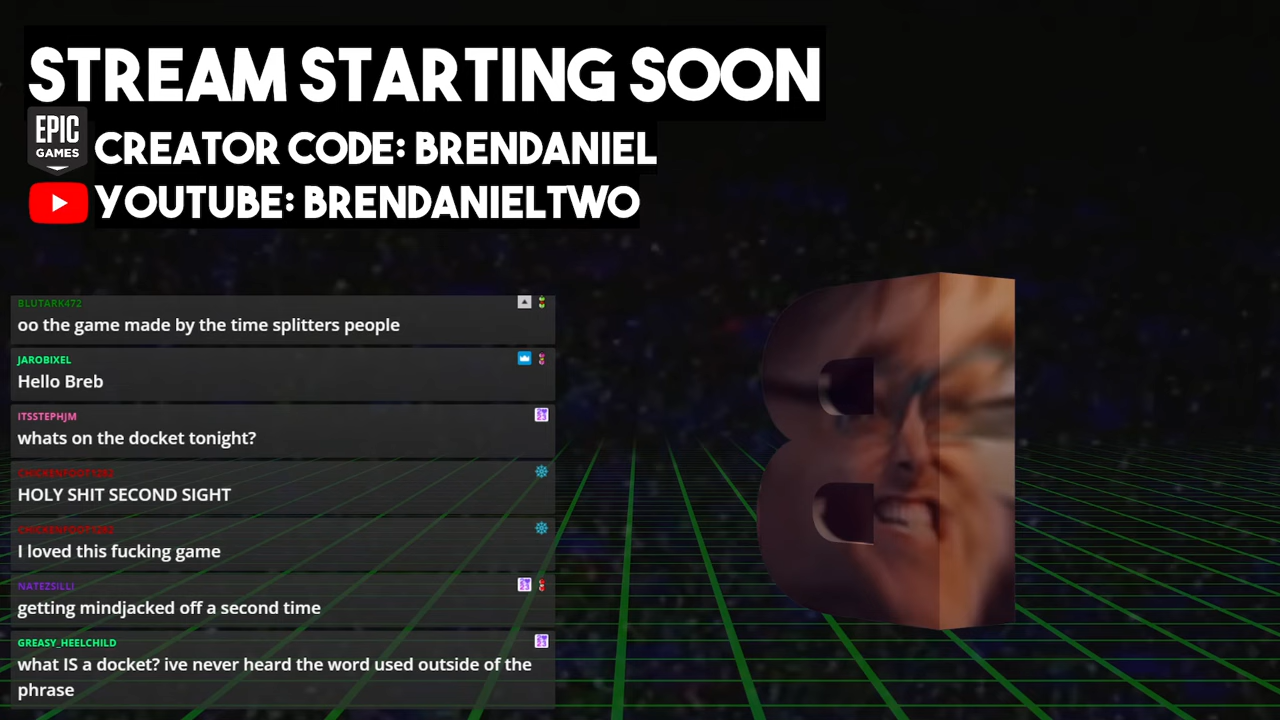 STREAM STARTING SOON
EPIC
GAMES
CREATOR CODE: BRENDANIEL
YOUTUBE: BRENDANIELTWO
BLUTARK472
oo the game made by the time splitters people
JAROBIXEL
Hello Breb
ITSSTEPHJM
whats on the docket tonight?
HOLY SHIT SECOND SIGHT
I loved this fucking game
NATEZSILLI
getting mindjacked off a second time
GREASY_HEELCHILD
what IS a docket? ive never heard the word used outside of the
phrase